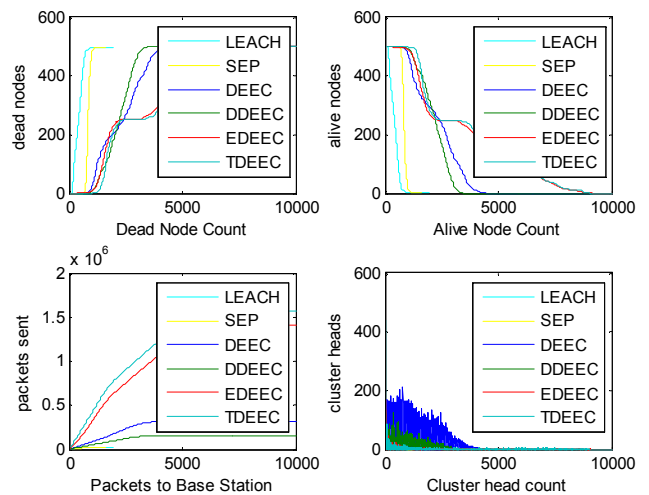 600
400
200
0
0
5000
10000
dead nodes
Dead Node Count
LEACH
SEP
DEEC
DDEEC
EDEEC
TDEEC
600
400
200
0
0
5000
10000
alive nodes
Alive Node Count
LEACH
SEP
DEEC
DDEEC
EDEEC
TDEEC
x 10^6
2
1.5
1
0.5
0
0
5000
10000
packets sent
Packets to Base Station
LEACH
SEP
DEEC
DDEEC
EDEEC
TDEEC
600
400
200
0
0
5000
10000
cluster heads
Cluster head count
LEACH
SEP
DEEC
DDEEC
EDEEC
TDEEC